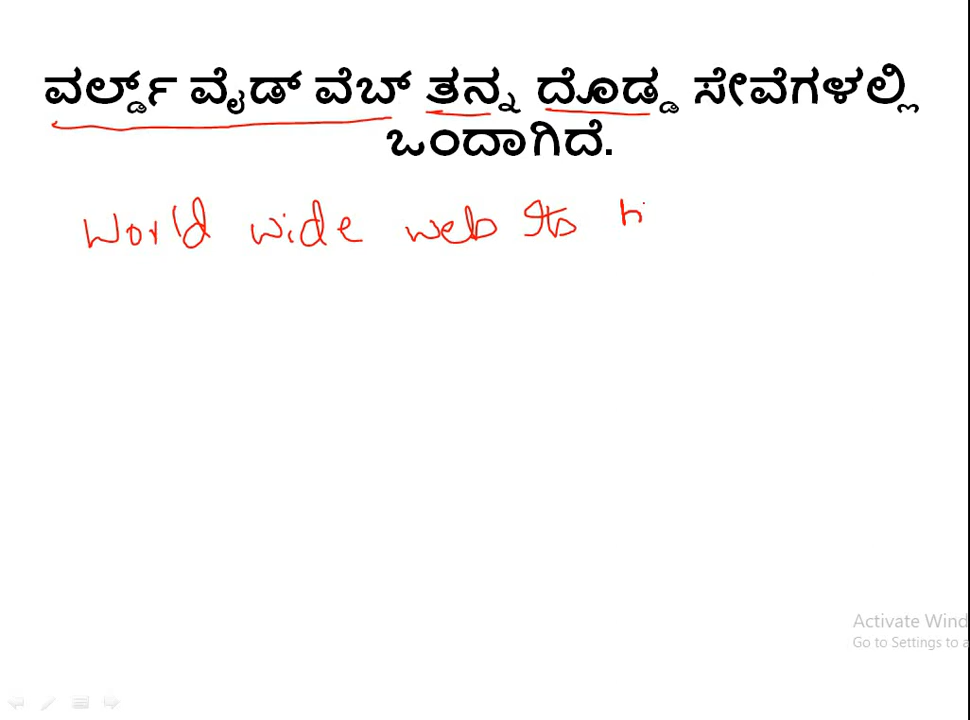 ವರ್ಲ್ಡ್ ವೈಡ್ ವೆಬ್ ತನ್ನ ದೊಡ್ಡ ಸೇವೆಗಳಲ್ಲಿ
ಒಂದಾಗಿದೆ.
World wide web Its
Activate Wind
Go to Settings to a